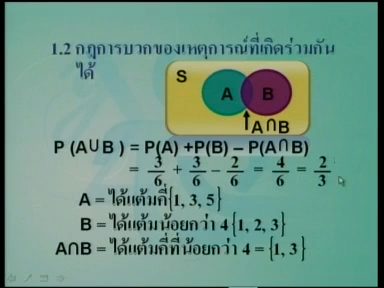 1.2 กฎการบวกของเหตุการณ์ที่เกิดร่วมกัน
ได้
S
A B
A∩B
P (A∪B ) = P(A) +P(B) – P(A∩B)
= 3/6 + 3/6 – 2/6 = 4/6 = 2/3
A = ได้แต้มคี่{1, 3, 5}
B = ได้แต้มน้อยกว่า 4{1, 2, 3}
A∩B = ได้แต้มคี่ที่น้อยกว่า 4 = {1, 3}